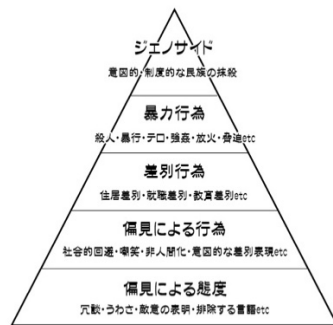 ジェノサイド
意図的・制度的な民族の抹殺
暴力行為
殺人・暴行・テロ・強姦・放火・脅迫etc
差別行為
住居差別・就職差別・教育差別etc
偏見による行為
社会的回避・嘲笑・非人間化・意図的な差別表現etc
偏見による態度
冗談・うわさ・敵意の表明・排除する言語etc